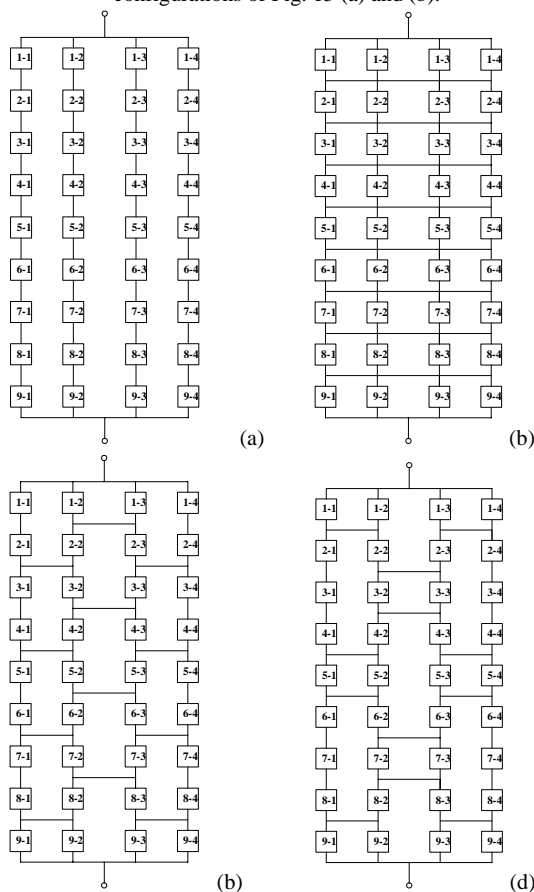 configurations of Fig. 15 (a) and (b).
1-1 1-2 1-3 1-4 1-1 1-2 1-3 1-4
2-1 2-2 2-3 2-4 2-1 2-2 2-3 2-4
3-1 3-2 3-3 3-4 3-1 3-2 3-3 3-4
4-1 4-2 4-3 4-4 4-1 4-2 4-3 4-4
5-1 5-2 5-3 5-4 5-1 5-2 5-3 5-4
6-1 6-2 6-3 6-4 6-1 6-2 6-3 6-4
7-1 7-2 7-3 7-4 7-1 7-2 7-3 7-4
8-1 8-2 8-3 8-4 8-1 8-2 8-3 8-4
9-1 9-2 9-3 9-4 9-1 9-2 9-3 9-4
(a) (b)
1-1 1-2 1-3 1-4 1-1 1-2 1-3 1-4
2-1 2-2 2-3 2-4 2-1 2-2 2-3 2-4
3-1 3-2 3-3 3-4 3-1 3-2 3-3 3-4
4-1 4-2 4-3 4-4 4-1 4-2 4-3 4-4
5-1 5-2 5-3 5-4 5-1 5-2 5-3 5-4
6-1 6-2 6-3 6-4 6-1 6-2 6-3 6-4
7-1 7-2 7-3 7-4 7-1 7-2 7-3 7-4
8-1 8-2 8-3 8-4 8-1 8-2 8-3 8-4
9-1 9-2 9-3 9-4 9-1 9-2 9-3 9-4
(b) (d)